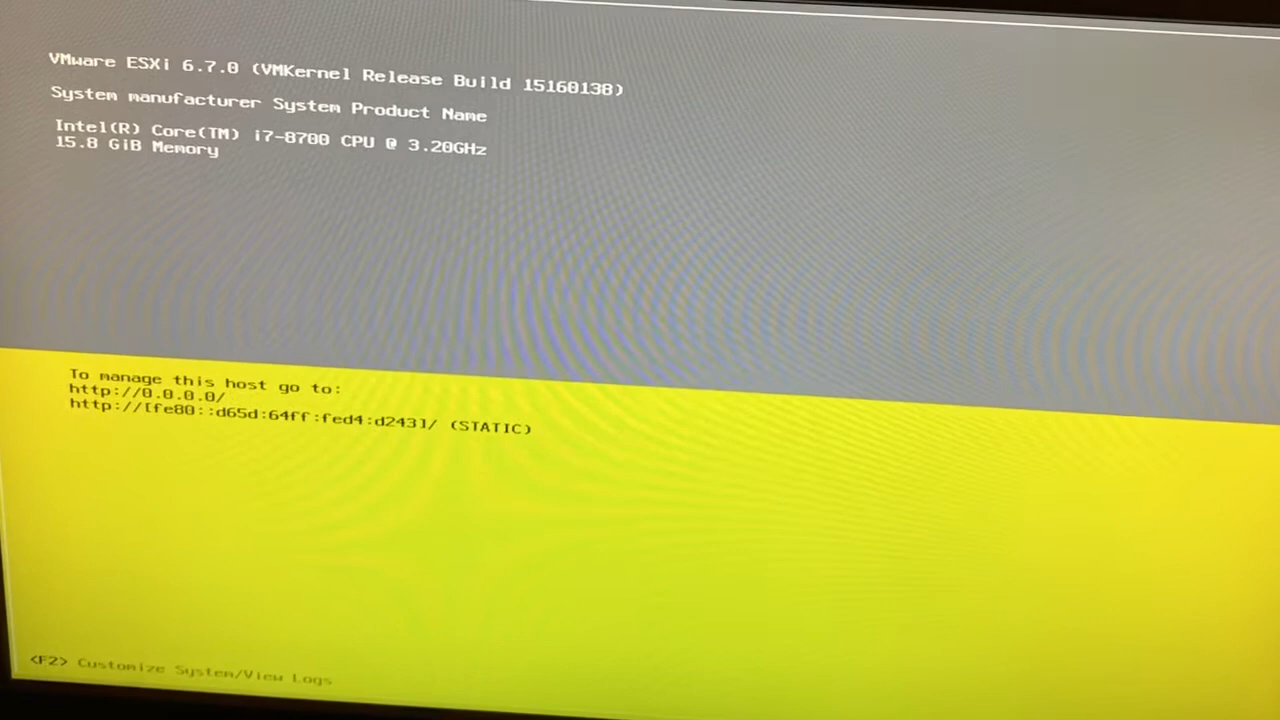 VMware ESXi 6.7.0 (VMKernel Release Build 15160138)
System manufacturer System Product Name
Intel(R) Core(TM) i7-8700 CPU @ 3.20GHz
15.8 GiB Memory
To manage this host go to:
http://0.0.0.0/
http://[fe80::d65d:64ff:fed4:d243]/ (STATIC)
<F2> Customize System/View Logs